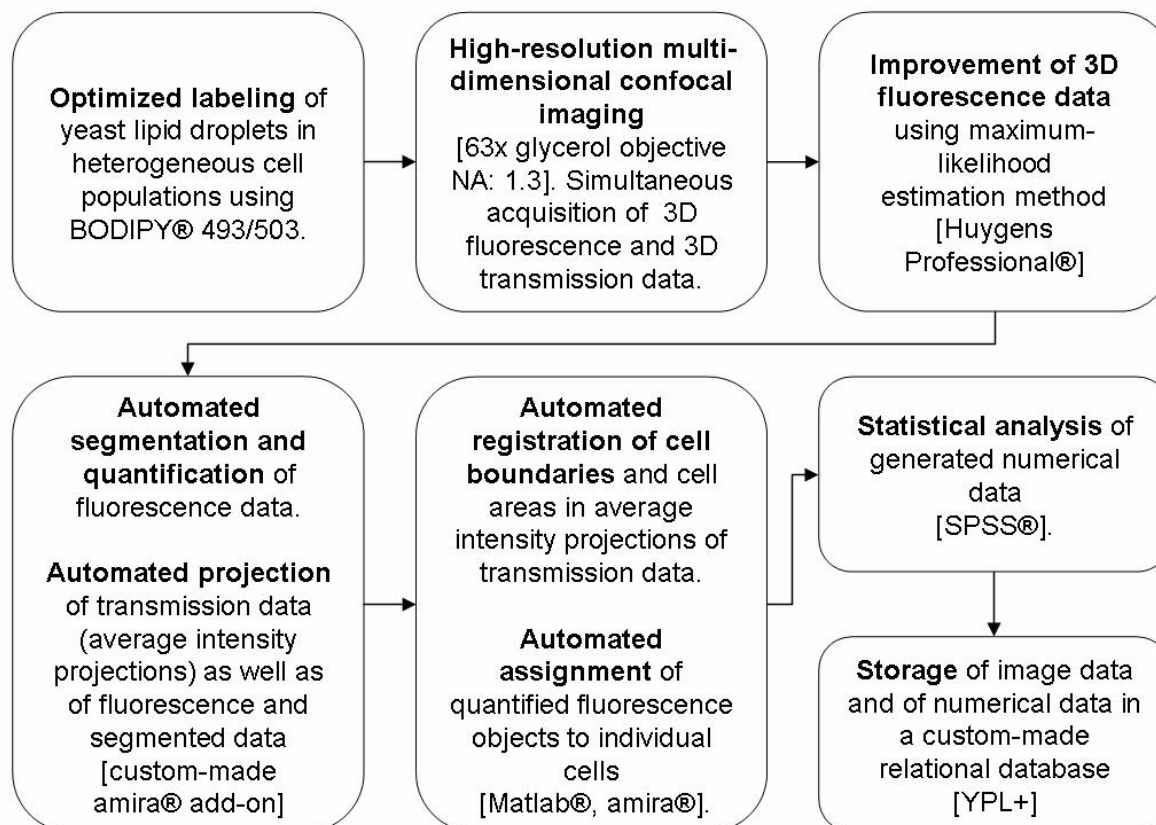 Optimized labeling of
yeast lipid droplets in
heterogeneous cell
populations using
BODIPY® 493/503.
High-resolution multi-
dimensional confocal
imaging
[63x glycerol objective
NA: 1.3]. Simultaneous
acquisition of 3D
fluorescence and 3D
transmission data.
Improvement of 3D
fluorescence data
using maximum-
likelihood
estimation method
[Huygens
Professional®]
Automated
segmentation and
quantification of
fluorescence data.
Automated projection
of transmission data
(average intensity
projections) as well as
of fluorescence and
segmented data
[custom-made
amira® add-on]
Automated
registration of cell
boundaries and cell
areas in average
intensity projections of
transmission data.
Automated
assignment of
quantified fluorescence
objects to individual
cells
[Matlab®, amira®].
Statistical analysis of
generated numerical
data
[SPSS®].
Storage of image data
and of numerical data in
a custom-made
relational database
[YPL+]